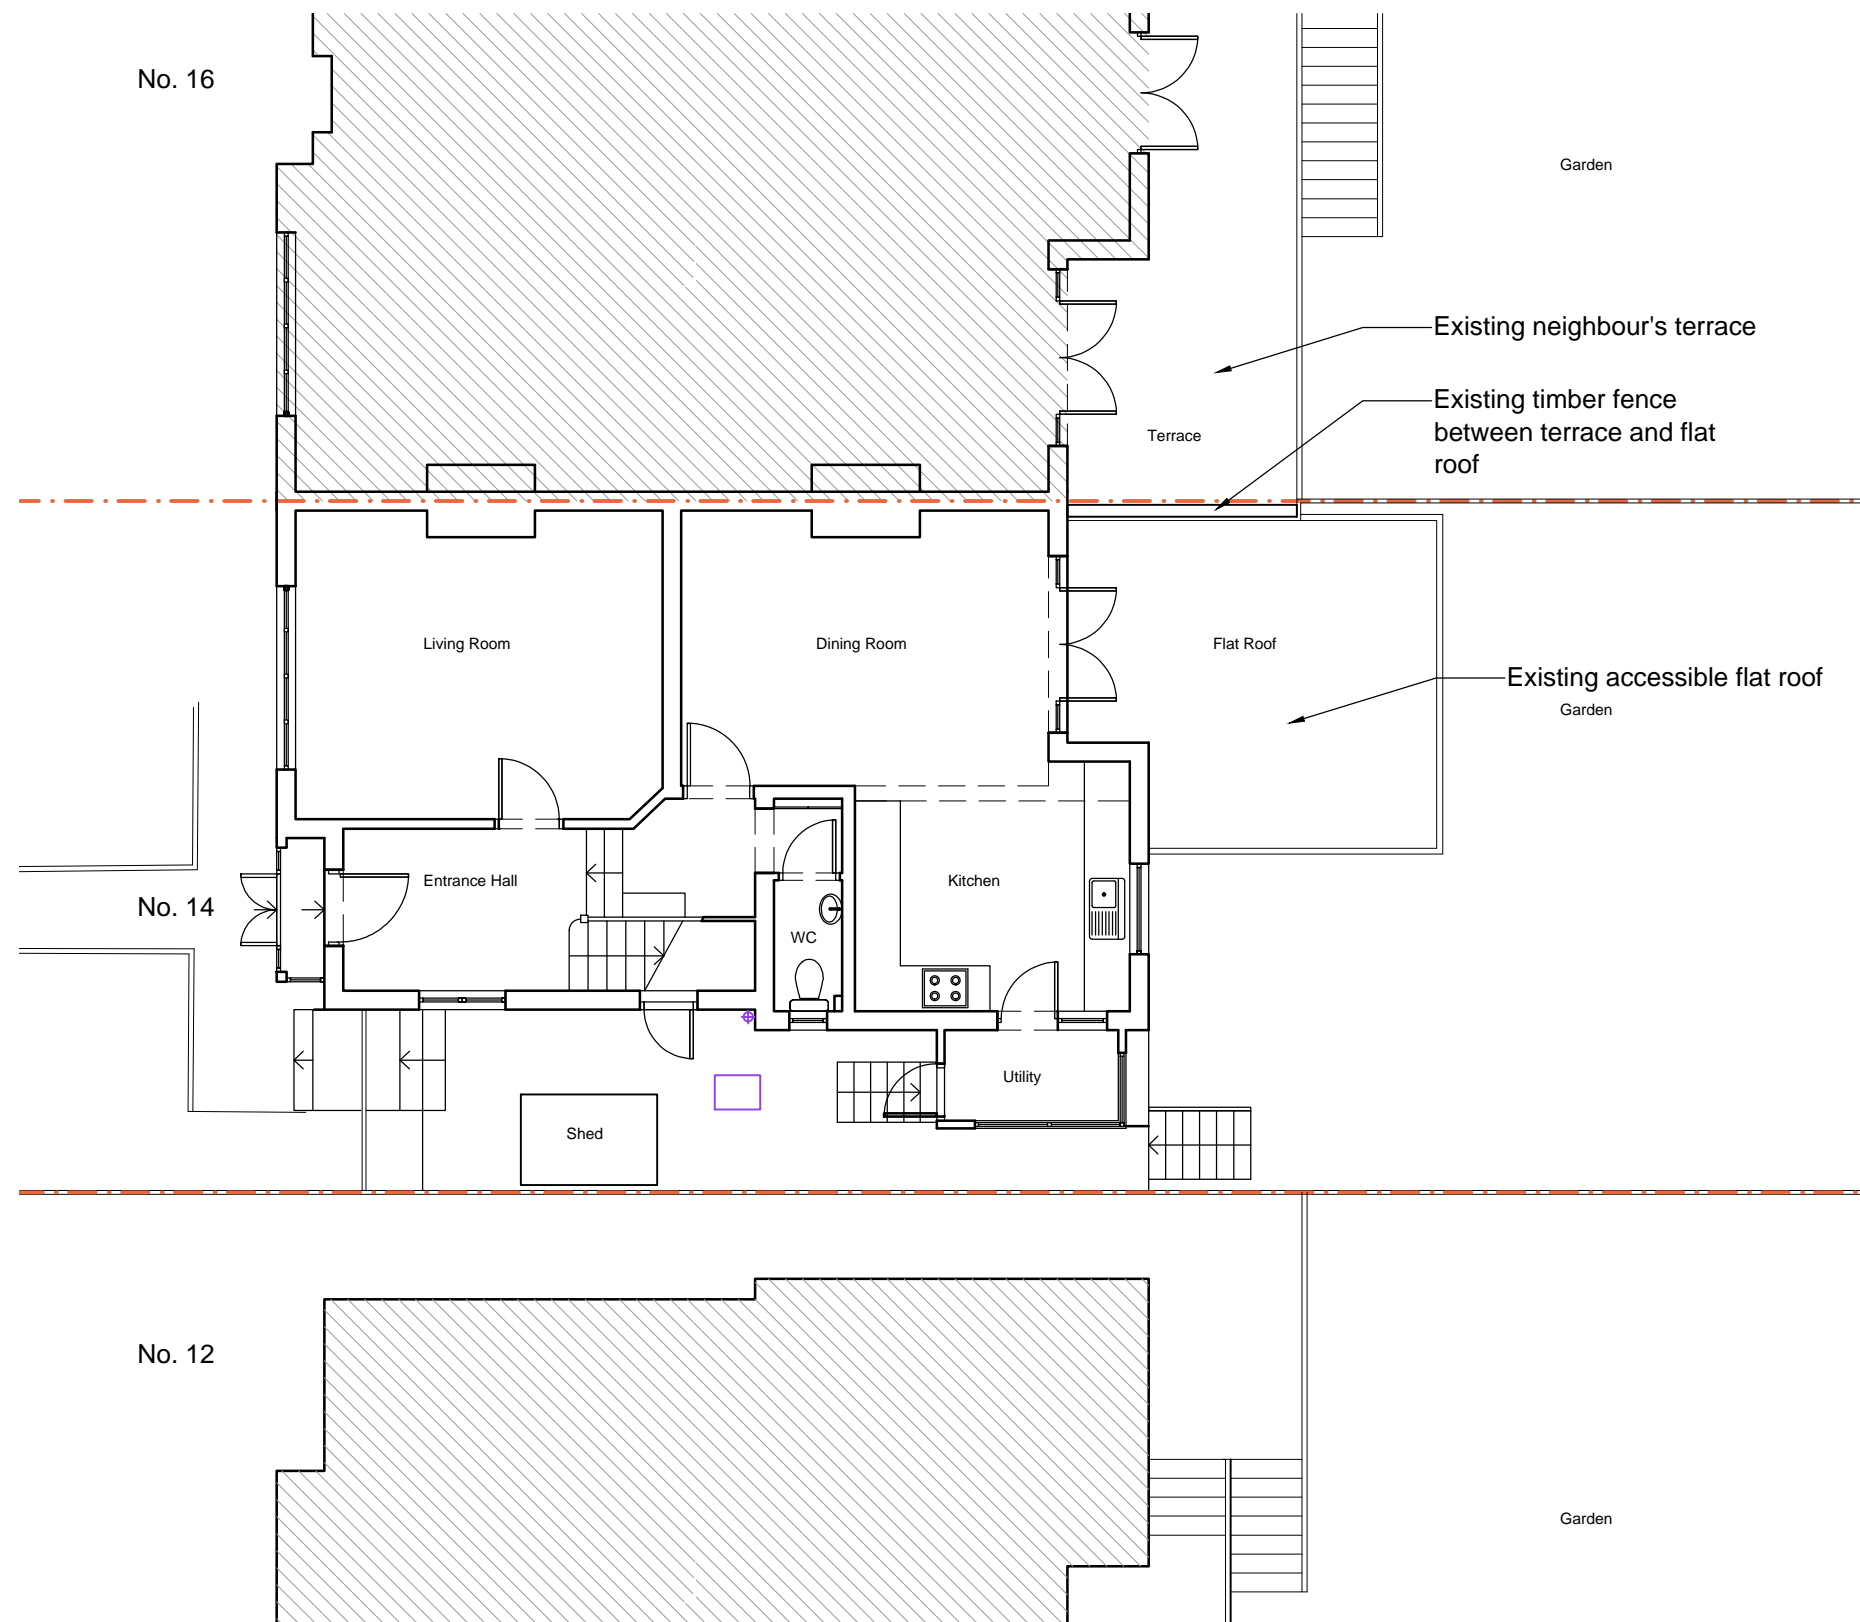 No. 16
Garden
Existing neighbour's terrace
Existing timber fence
between terrace and flat
roof
Terrace
Living Room
Dining Room
Flat Roof
Existing accessible flat roof
Garden
Entrance Hall
Kitchen
No. 14
WC
Utility
Shed
No. 12
Garden